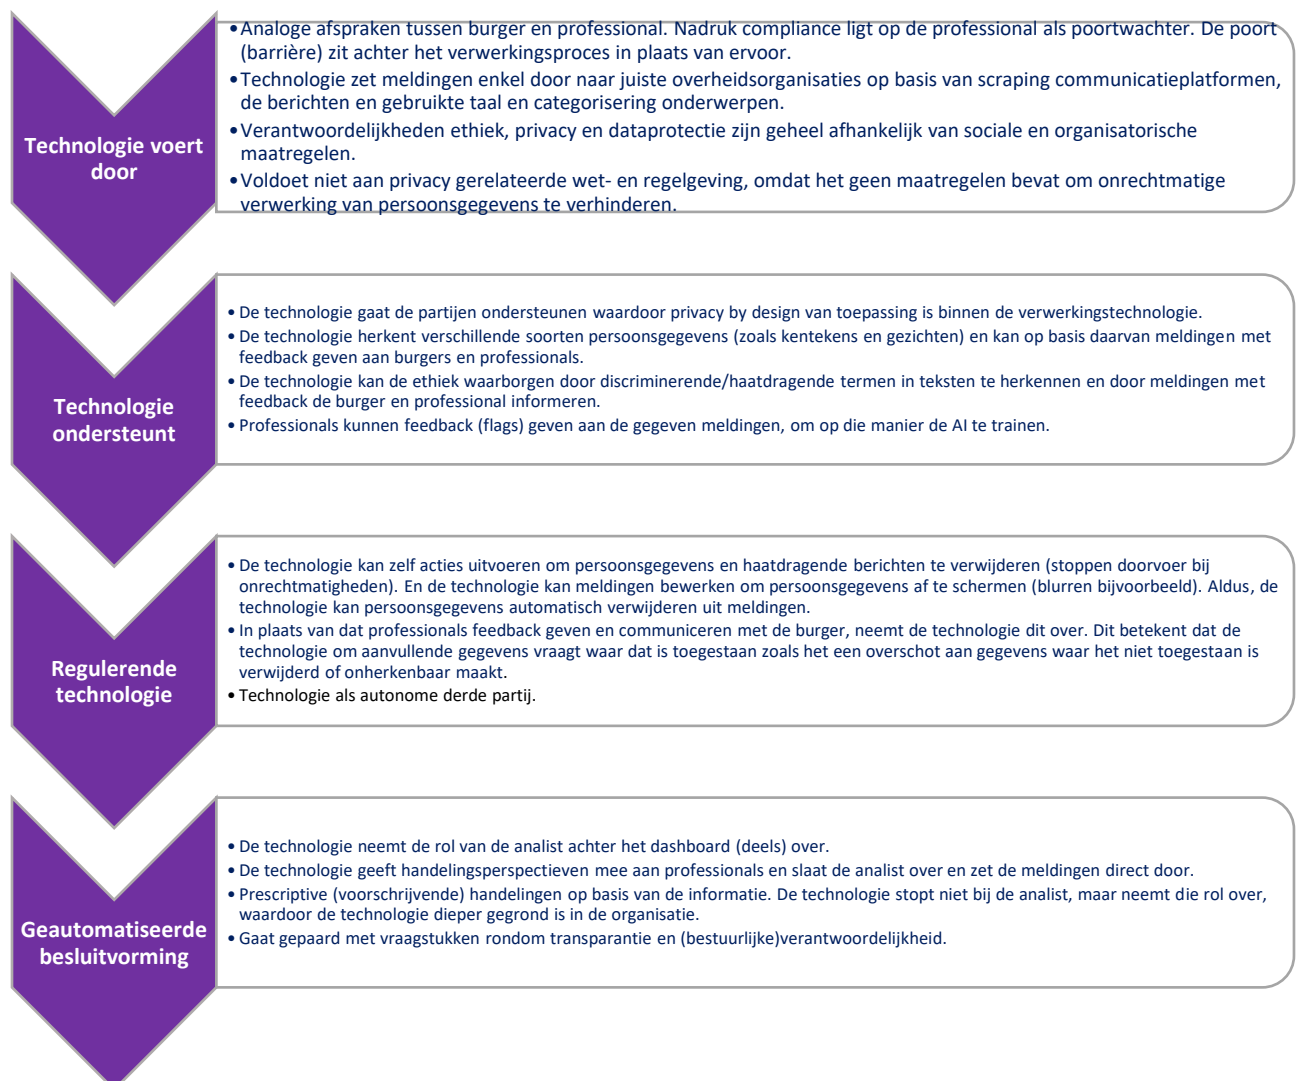 Technologie voert
door
•Analoge afspraken tussen burger en professional. Nadruk compliance ligt op de professional als poortwachter. De poort
(barrière) zit achter het verwerkingsproces in plaats van ervoor.
•Technologie zet meldingen enkel door naar juiste overheidsorganisaties op basis van scraping communicatieplatformen,
de berichten en gebruikte taal en categorisering onderwerpen.
•Verantwoordelijkheden ethiek, privacy en dataprotectie zijn geheel afhankelijk van sociale en organisatorische
maatregelen.
•Voldoet niet aan privacy gerelateerde wet- en regelgeving, omdat het geen maatregelen bevat om onrechtmatige
verwerking van persoonsgegevens te verhinderen.
Technologie
ondersteunt
• De technologie gaat de partijen ondersteunen waardoor privacy by design van toepassing is binnen de verwerkingstechnologie.
• De technologie herkent verschillende soorten persoonsgegevens (zoals kentekens en gezichten) en kan op basis daarvan meldingen met
feedback geven aan burgers en professionals.
• De technologie kan de ethiek waarborgen door discriminerende/haatdragende termen in teksten te herkennen en door meldingen met
feedback de burger en professional informeren.
• Professionals kunnen feedback (flags) geven aan de gegeven meldingen, om op die manier de AI te trainen.
Regulerende
technologie
• De technologie kan zelf acties uitvoeren om persoonsgegevens en haatdragende berichten te verwijderen (stoppen doorvoer bij
onrechtmatigheden). En de technologie kan meldingen bewerken om persoonsgegevens af te schermen (blurren bijvoorbeeld). Aldus, de
technologie kan persoonsgegevens automatisch verwijderen uit meldingen.
• In plaats van dat professionals feedback geven en communiceren met de burger, neemt de technologie dit over. Dit betekent dat de
technologie om aanvullende gegevens vraagt waar dat is toegestaan zoals het een overschot aan gegevens waar het niet toegestaan is
verwijderd of onherkenbaar maakt.
• Technologie als autonome derde partij.
Geautomatiseerde
besluitvorming
• De technologie neemt de rol van de analist achter het dashboard (deels) over.
• De technologie geeft handelingsperspectieven mee aan professionals en slaat de analist over en zet de meldingen direct door.
• Prescriptive (voorschrijvende) handelingen op basis van de informatie. De technologie stopt niet bij de analist, maar neemt die rol over,
waardoor de technologie dieper gegrond is in de organisatie.
• Gaat gepaard met vraagstukken rondom transparantie en (bestuurlijke)verantwoordelijkheid.